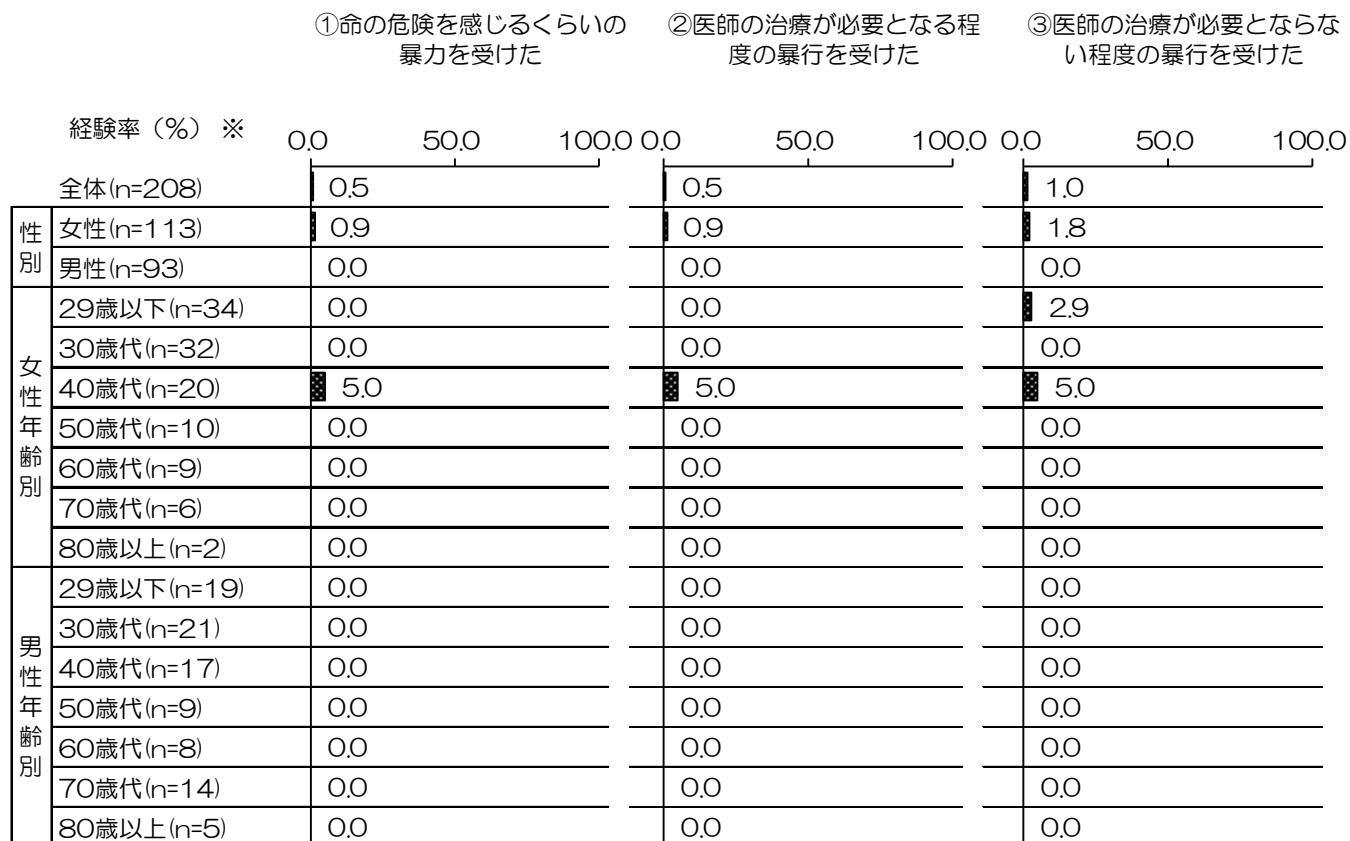 ①命の危険を感じるくらいの
暴力を受けた
②医師の治療が必要となる程
度の暴行を受けた
③医師の治療が必要とならな
い程度の暴行を受けた
経験率（%） ※
0.0 50.0 100.0 0.0 50.0 100.0 0.0 50.0 100.0
全体(n=208) 0.5 0.5 1.0
性別
女性(n=113) 0.9 0.9 1.8
男性(n=93) 0.0 0.0 0.0
女性年齢別
29歳以下(n=34) 0.0 0.0 2.9
30歳代(n=32) 0.0 0.0 0.0
40歳代(n=20) 5.0 5.0 5.0
50歳代(n=10) 0.0 0.0 0.0
60歳代(n=9) 0.0 0.0 0.0
70歳代(n=6) 0.0 0.0 0.0
80歳以上(n=2) 0.0 0.0 0.0
男性年齢別
29歳以下(n=19) 0.0 0.0 0.0
30歳代(n=21) 0.0 0.0 0.0
40歳代(n=17) 0.0 0.0 0.0
50歳代(n=9) 0.0 0.0 0.0
60歳代(n=8) 0.0 0.0 0.0
70歳代(n=14) 0.0 0.0 0.0
80歳以上(n=5) 0.0 0.0 0.0